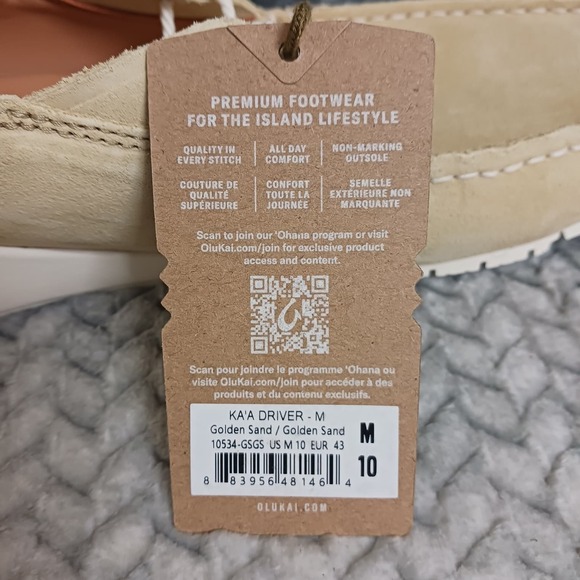 PREMIUM FOOTWEAR
FOR THE ISLAND LIFESTYLE
QUALITY IN EVERY STITCH
ALL DAY COMFORT
NON-MARKING OUTSOLE
COUTURE DE QUALITÉ SUPÉRIEURE
CONFORT TOUTE LA JOURNÉE
SEMELLE EXTÉRIEURE NON MARQUANTE
Scan to join our 'Ohana program or visit
OluKai.com/join for exclusive product
access and content.
Scan pour joindre le programme 'Ohana ou
visite OluKai.com/join pour accéder à des
produits et du contenu exclusifs.
KA'A DRIVER - M
Golden Sand / Golden Sand
10534-GSGS US M 10 EUR 43
8 83956 48146 4
M
10
OLUKAI.COM